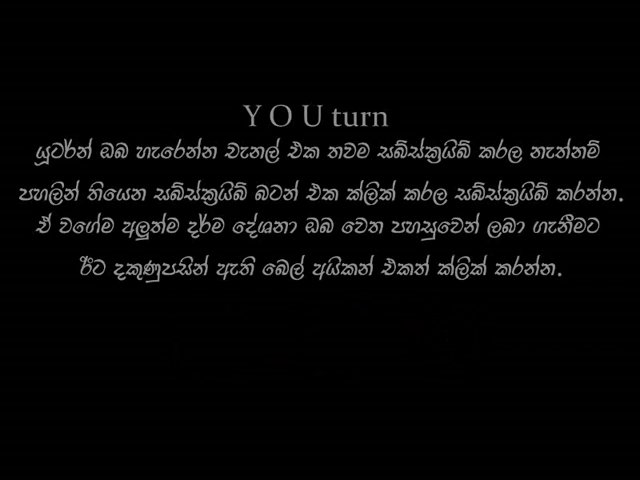 Y O U turn
යූටර්න් ඔබ හැරෙන්න චැනල් එක තවම සබ්ස්ක්‍රයිබ් කරල නැත්නම්
පහලින් තියෙන සබ්ස්ක්‍රයිබ් බටන් එක ක්ලික් කරල සබ්ස්ක්‍රයිබ් කරන්න.
ඒ වගේම අලුත්ම දර්ම දේශනා ඔබ වෙත පහසුවෙන් ලබා ගැනීමට
ඊට දකුණුපසින් ඇති බෙල් අයිකන් එකත් ක්ලික් කරන්න.